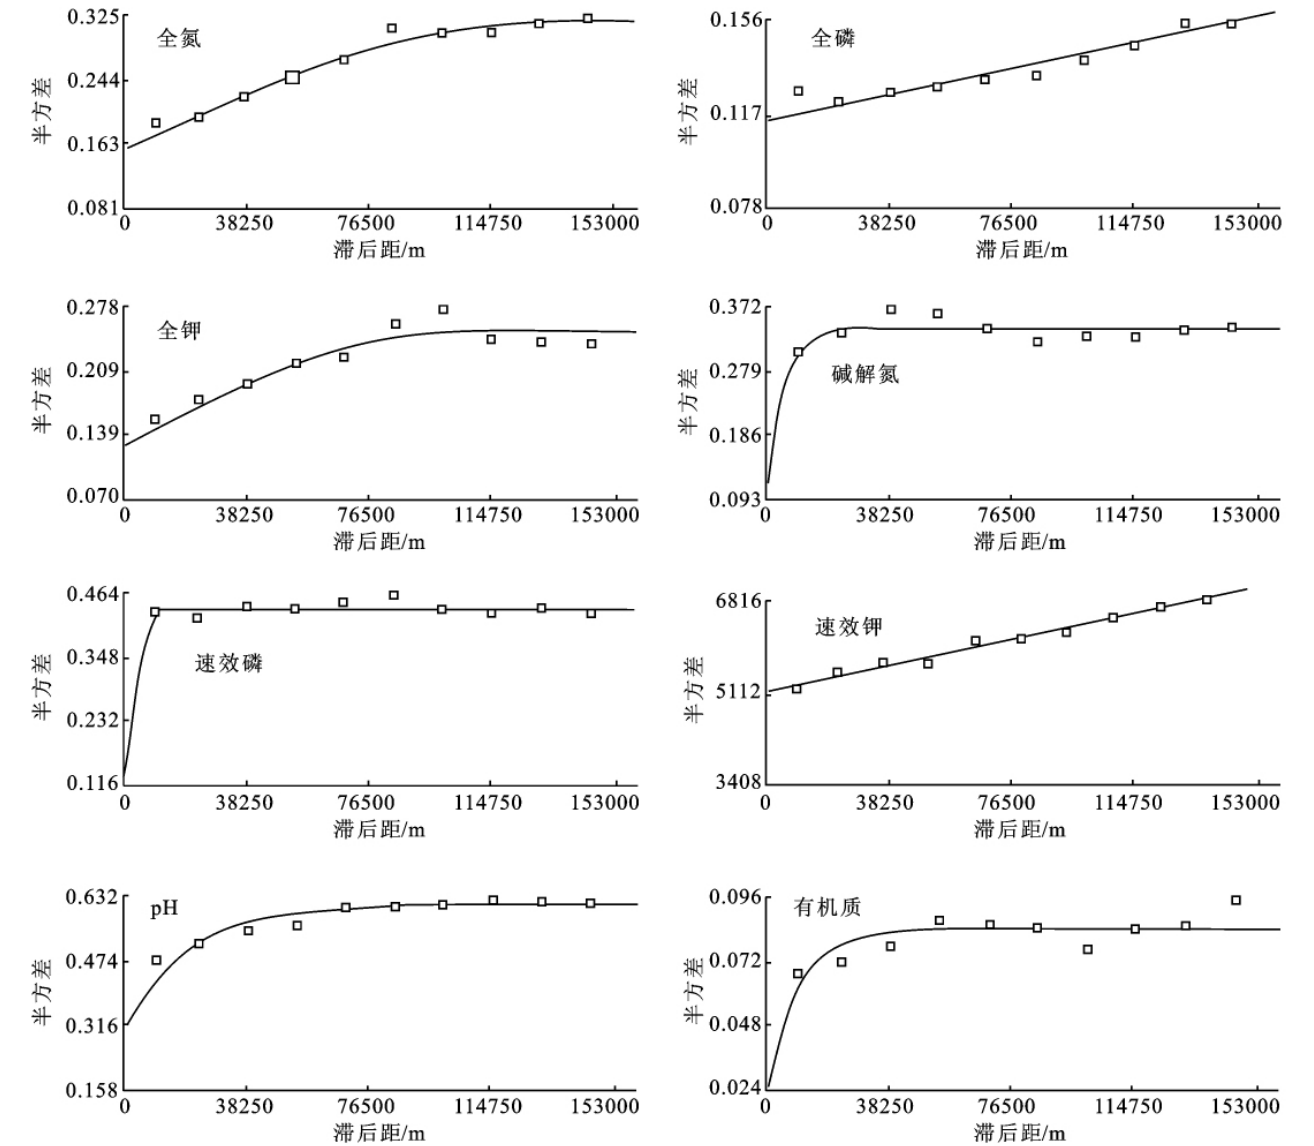 0.325
全氮
0.244
0.163
0.081
半方差
0 38250 76500 114750 153000
滞后距/m
0.156
全磷
0.117
0.078
半方差
0 38250 76500 114750 153000
滞后距/m
0.278
全钾
0.209
0.139
0.070
半方差
0 38250 76500 114750 153000
滞后距/m
0.372
0.279
碱解氮
0.186
0.093
半方差
0 38250 76500 114750 153000
滞后距/m
0.464
0.348
速效磷
0.232
0.116
半方差
0 38250 76500 114750 153000
滞后距/m
6816
速效钾
5112
3408
半方差
0 38250 76500 114750 153000
滞后距/m
0.632
pH
0.474
0.316
0.158
半方差
0 38250 76500 114750 153000
滞后距/m
0.096
有机质
0.072
0.048
0.024
半方差
0 38250 76500 114750 153000
滞后距/m